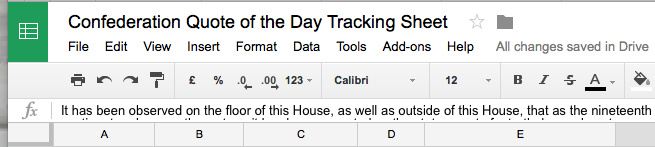 Confederation Quote of the Day Tracking Sheet
File Edit View Insert Format Data Tools Add-ons Help All changes saved in Drive
£ % .0 .00 123 Calibri 12 B I S A
fx It has been observed on the floor of this House, as well as outside of this House, that as the nineteenth
A B C D E